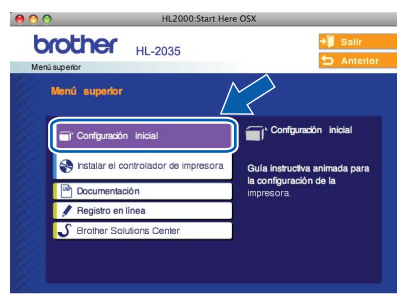 HL2000:Start Here OSX
brother HL-2035
Salir
Anterior
Menú superior
Menú superior
Configuración inicial
Instalar el controlador de impresora
Documentación
Registro en línea
Brother Solutions Center
Configuración inicial
Guía instructiva animada para
la configuración de la
impresora.